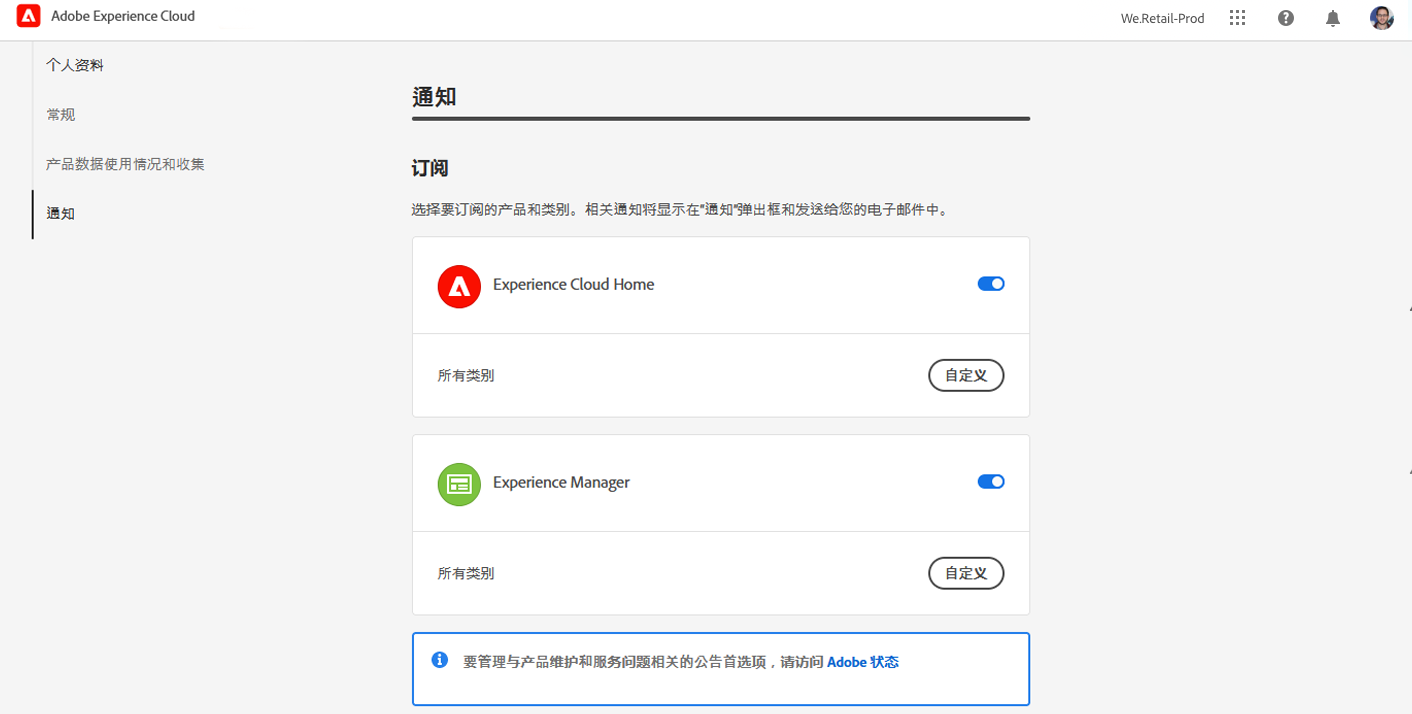 Adobe Experience Cloud
We.Retail-Prod
个人资料
常规
产品数据使用情况和收集
通知
通知
订阅
选择要订阅的产品和类别。相关通知将显示在"通知"弹出框和发送给您的电子邮件中。
Experience Cloud Home
所有类别
自定义
Experience Manager
所有类别
自定义
要管理与产品维护和服务问题相关的公告首选项，请访问 Adobe 状态